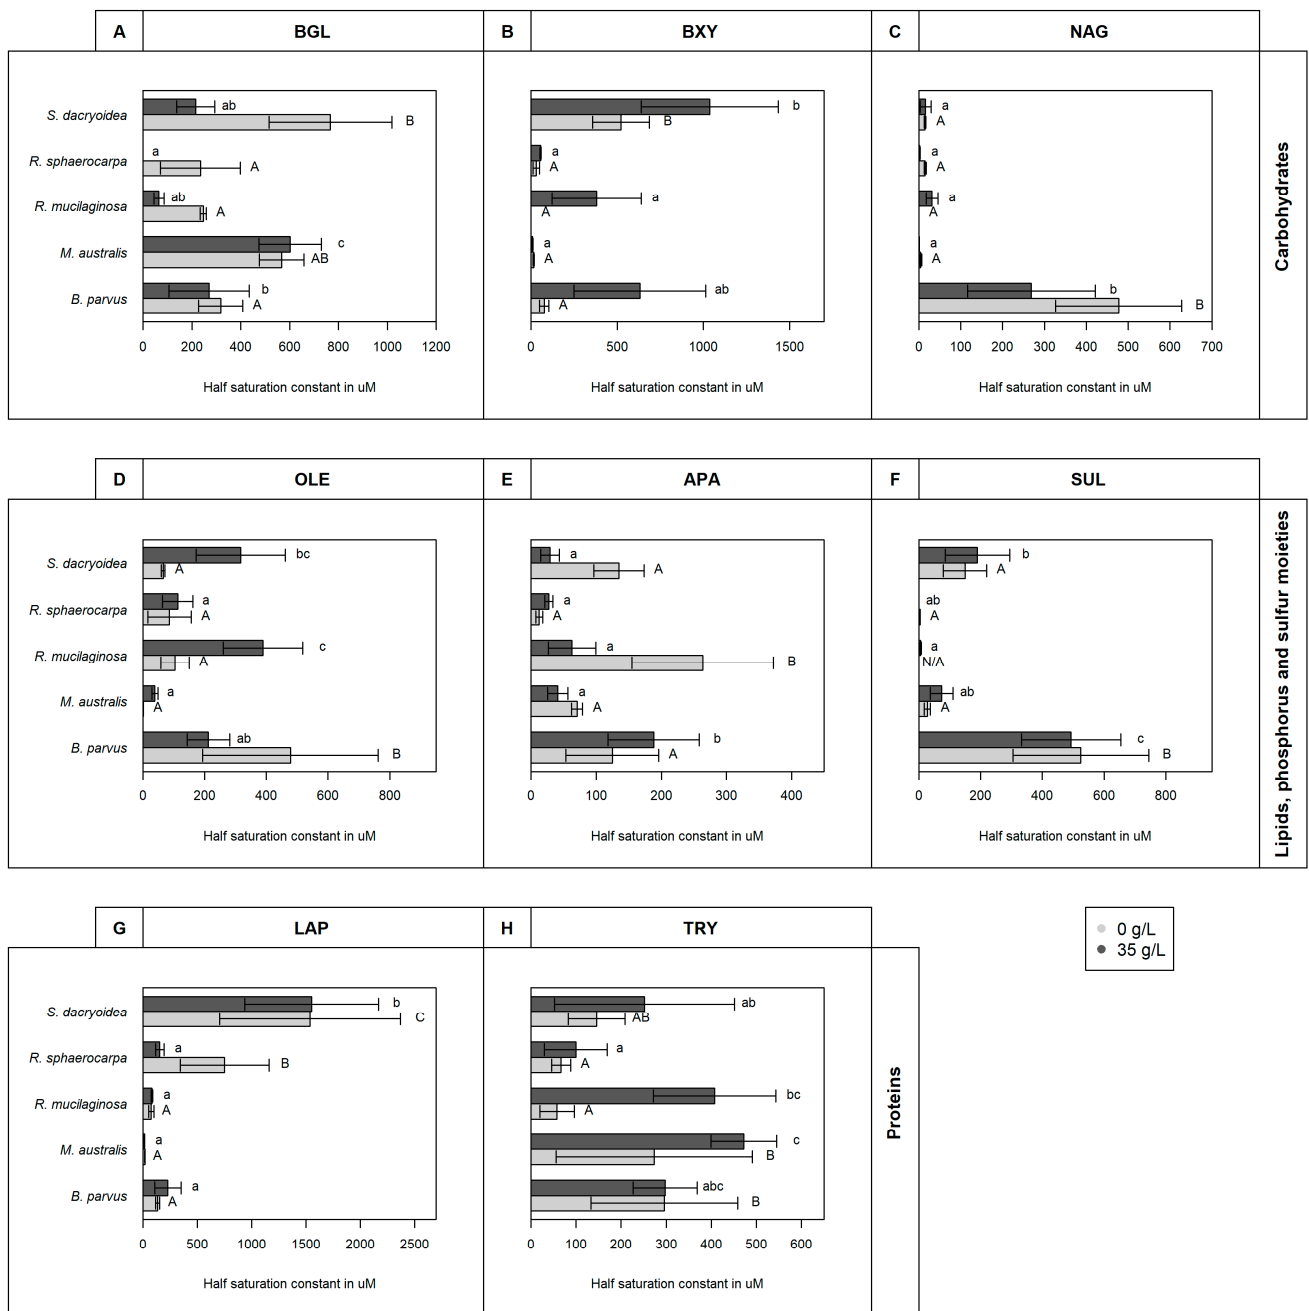 A BGL B BXY C NAG
S. dacryoidea ab B b B a A
R. sphaerocarpa a A a A a A
R. mucilaginosa ab A a A a A
M. australis c AB a A a A
B. parvus b A ab A b B
0 200 400 600 800 1000 1200 0 500 1000 1500 0 100 200 300 400 500 600 700
Half saturation constant in uM Half saturation constant in uM Half saturation constant in uM
Carbohydrates
D OLE E APA F SUL
S. dacryoidea bc A a A b A
R. sphaerocarpa a A a A ab A
R. mucilaginosa c A a B a N/A
M. australis a A a A ab A
B. parvus ab B b A c B
0 200 400 600 800 0 100 200 300 400 0 200 400 600 800
Half saturation constant in uM Half saturation constant in uM Half saturation constant in uM
Lipids, phosphorus and sulfur moieties
G LAP H TRY
S. dacryoidea b C ab AB
R. sphaerocarpa a B a A
R. mucilaginosa a A bc A
M. australis a A c B
B. parvus a A abc B
0 500 1000 1500 2000 2500 0 100 200 300 400 500 600
Half saturation constant in uM Half saturation constant in uM
Proteins
0 g/L
35 g/L